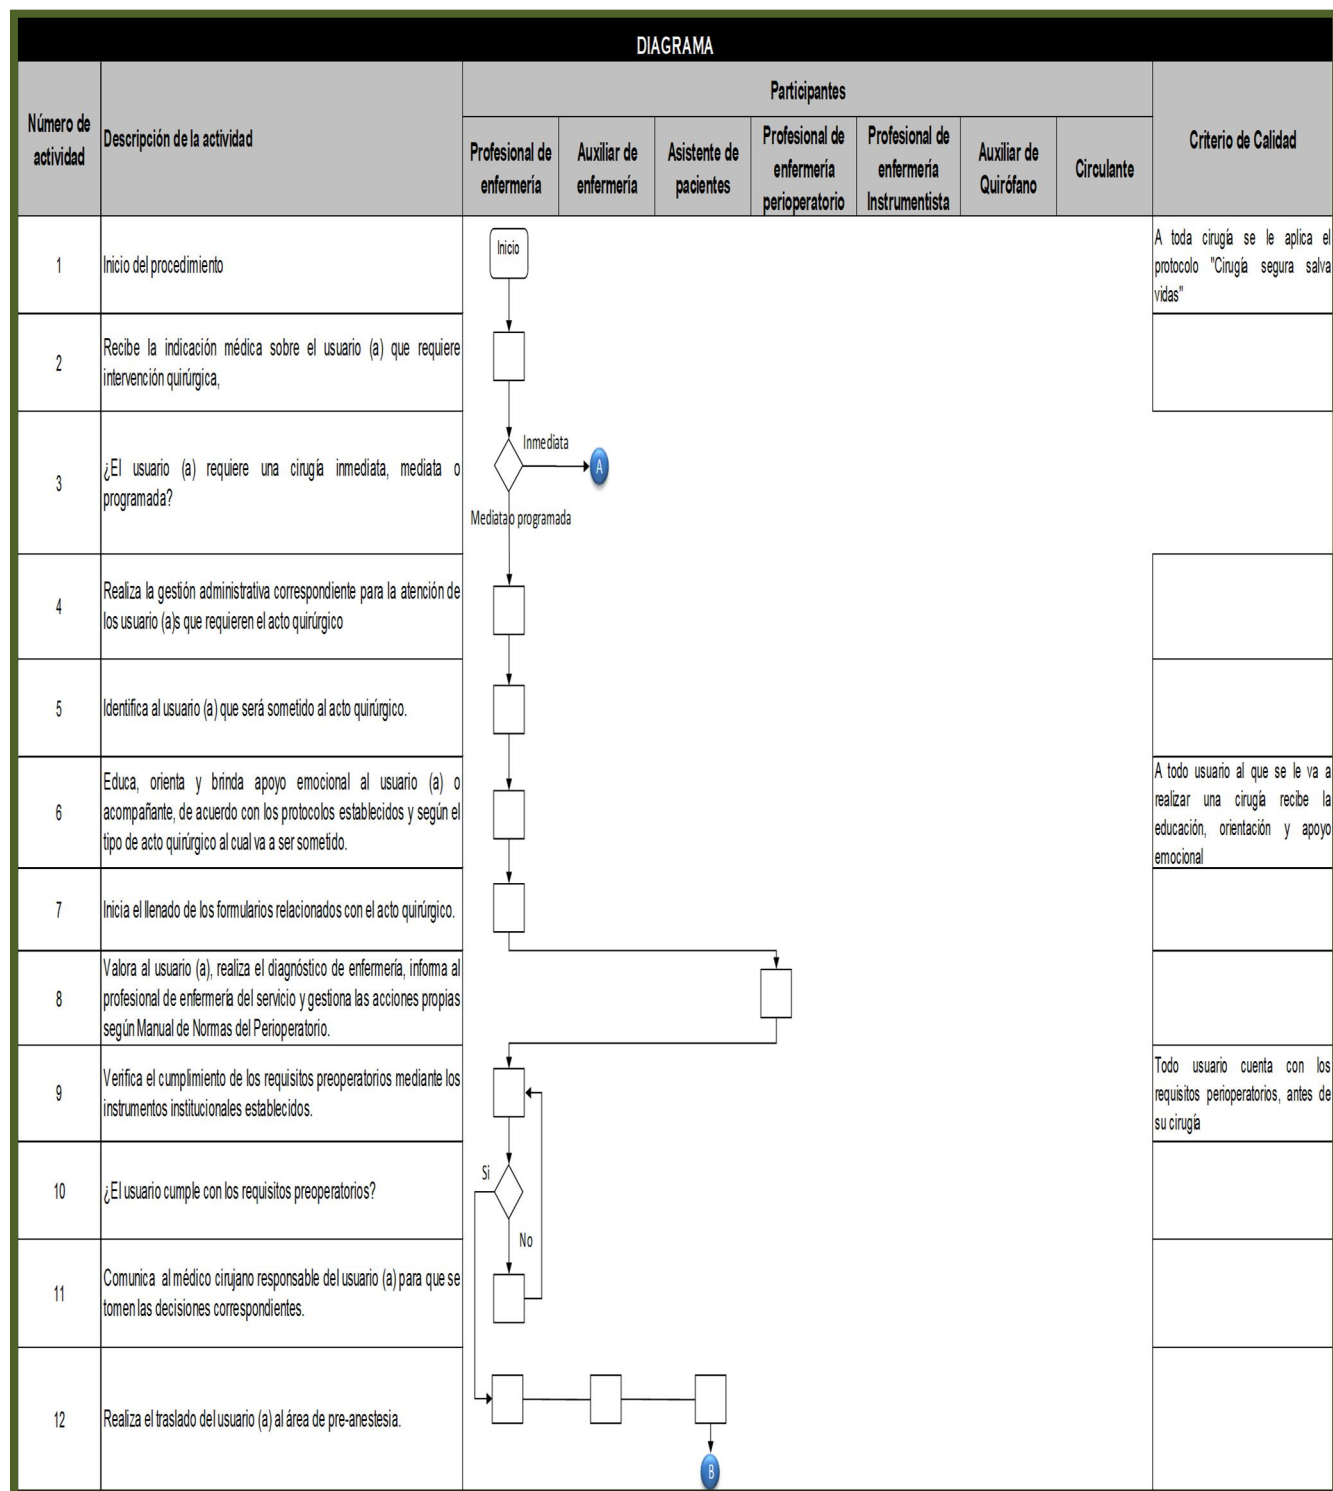 DIAGRAMA
Número de
actividad
Descripción de la actividad
Participantes
Criterio de Calidad
Profesional de
enfermería
Auxiliar de
enfermería
Asistente de
pacientes
Profesional de
enfermería
perioperatorio
Profesional de
enfermería
Instrumentista
Auxiliar de
Quirófano
Circulante
1
Inicio del procedimiento
Inicio
A toda cirugía se le aplica el
protocolo "Cirugía segura salva
vidas"
2
Recibe la indicación médica sobre el usuario (a) que requiere
intervención quirúrgica,
3
¿El usuario (a) requiere una cirugía inmediata, mediata o
programada?
Inmediata
A
Mediatao programada
4
Realiza la gestión administrativa correspondiente para la atención de
los usuario (a)s que requieren el acto quirúrgico
5
Identifica al usuario (a) que será sometido al acto quirúrgico.
6
Educa, orienta y brinda apoyo emocional al usuario (a) o
acompañante, de acuerdo con los protocolos establecidos y según el
tipo de acto quirúrgico al cual va a ser sometido.
A todo usuario al que se le va a
realizar una cirugía recibe la
educación, orientación y apoyo
emocional
7
Inicia el llenado de los formularios relacionados con el acto quirúrgico.
8
Valora al usuario (a), realiza el diagnóstico de enfermería, informa al
profesional de enfermería del servicio y gestiona las acciones propias
según Manual de Normas del Perioperatorio.
9
Verifica el cumplimiento de los requisitos preoperatorios mediante los
instrumentos institucionales establecidos.
Todo usuario cuenta con los
requisitos perioperatorios, antes de
su cirugía
10
¿El usuario cumple con los requisitos preoperatorios?
Si
No
11
Comunica al médico cirujano responsable del usuario (a) para que se
tomen las decisiones correspondientes.
12
Realiza el traslado del usuario (a) al área de pre-anestesia.
B